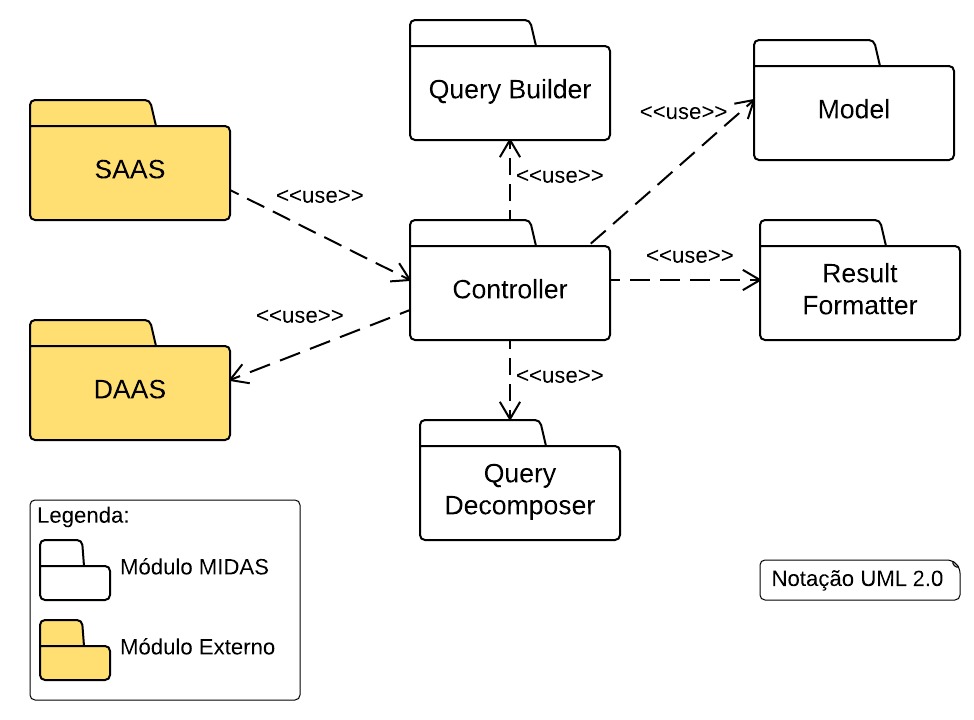 Query Builder
Model
<<use>>
SAAS
<<use>>
<<use>>
Controller
<<use>>
Result
Formatter
<<use>>
DAAS
<<use>>
Query
Decomposer
Legenda:
Módulo MIDAS
Módulo Externo
Notação UML 2.0